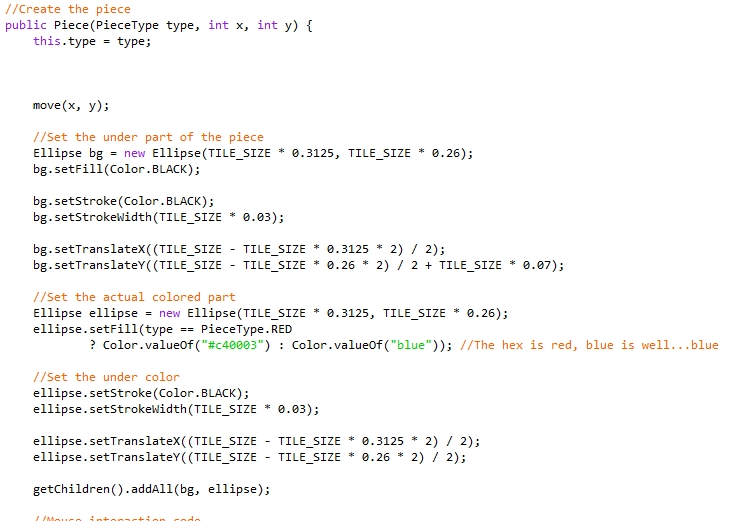 //Create the piece
public Piece(PieceType type, int x, int y) {
this.type = type;
move(x, y);
//Set the under part of the piece
Ellipse bg = new Ellipse(TILE_SIZE * 0.3125, TILE_SIZE * 0.26);
bg.setFill(Color.BLACK);
bg.setStroke(Color.BLACK);
bg.setStrokeWidth(TILE_SIZE * 0.03);
bg.setTranslateX((TILE_SIZE - TILE_SIZE * 0.3125 * 2) / 2);
bg.setTranslateY((TILE_SIZE - TILE_SIZE * 0.26 * 2) / 2 + TILE_SIZE * 0.07);
//Set the actual colored part
Ellipse ellipse = new Ellipse(TILE_SIZE * 0.3125, TILE_SIZE * 0.26);
ellipse.setFill(type == PieceType.RED
? Color.valueOf("#c40003") : Color.valueOf("blue")); //The hex is red, blue is well...blue
//Set the under color
ellipse.setStroke(Color.BLACK);
ellipse.setStrokeWidth(TILE_SIZE * 0.03);
ellipse.setTranslateX((TILE_SIZE - TILE_SIZE * 0.3125 * 2) / 2);
ellipse.setTranslateY((TILE_SIZE - TILE_SIZE * 0.26 * 2) / 2);
getChildren().addAll(bg, ellipse);
//Mouse interaction code